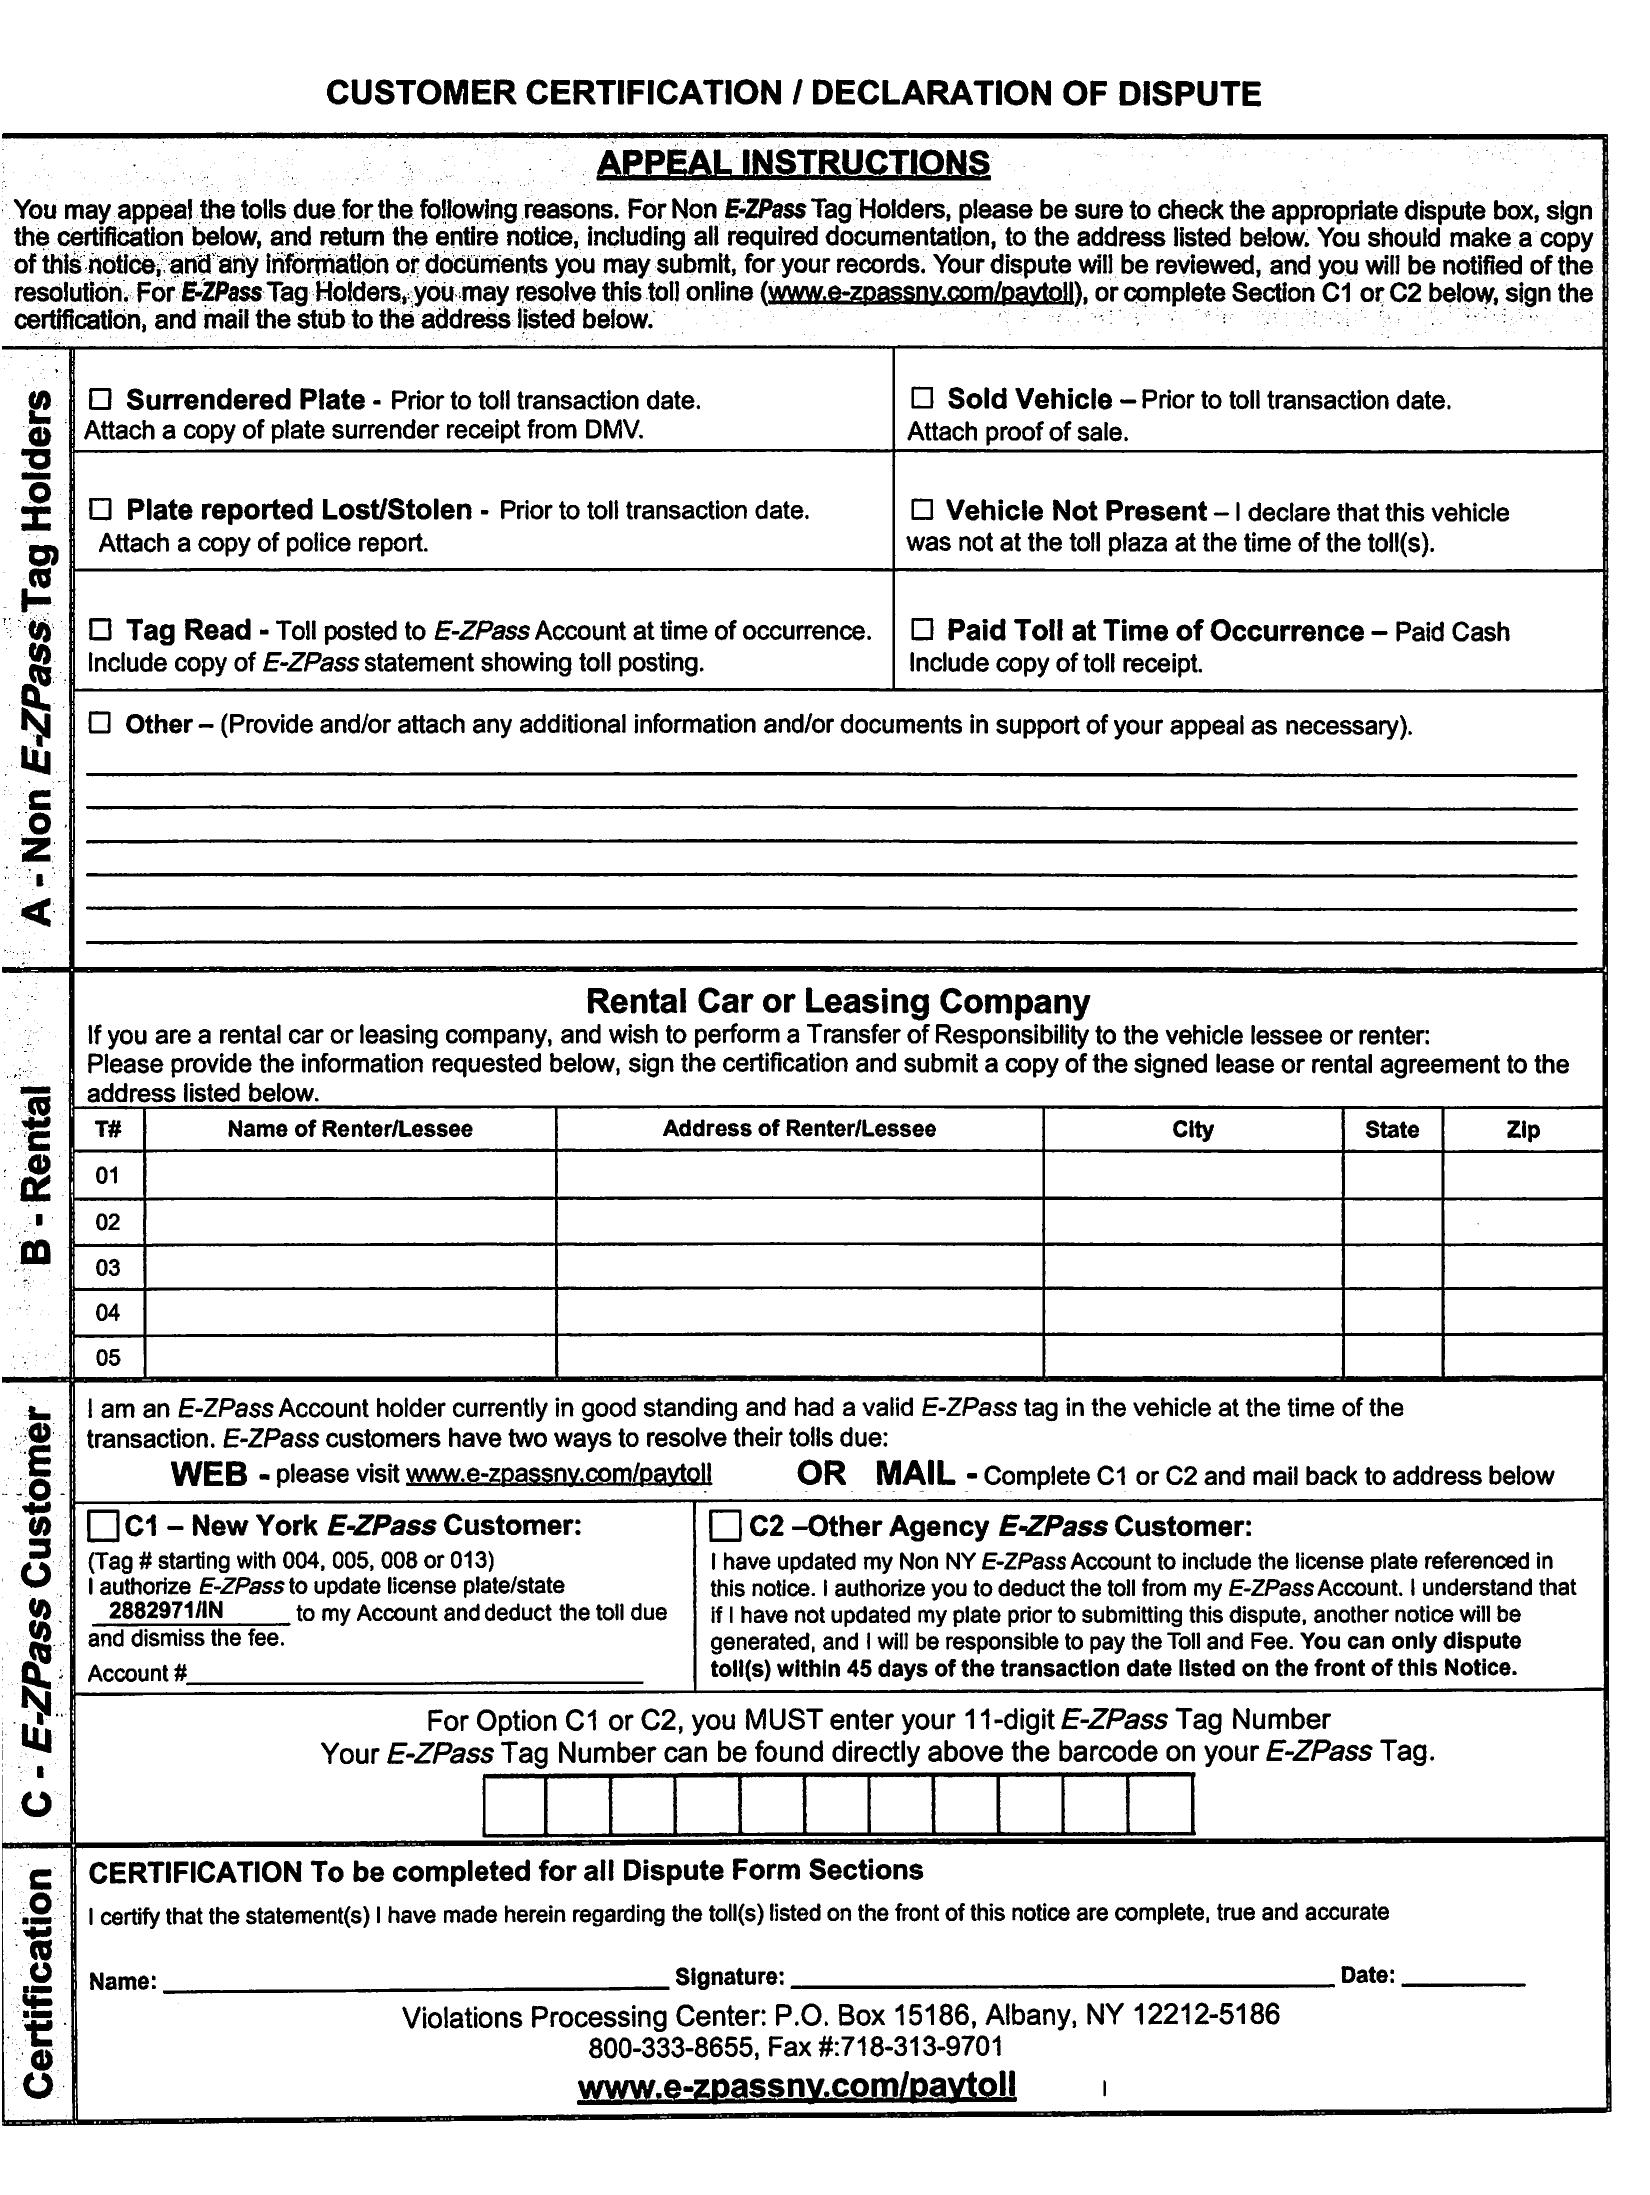 CUSTOMER CERTIFICATION / DECLARATION OF DISPUTE
APPEAL INSTRUCTIONS
You may appeal the tolls due for the following reasons. For Non E-ZPass Tag Holders, please be sure to check the appropriate dispute box, sign
the certification below, and return the entire notice, including all required documentation, to the address listed below. You should make a copy
of this notice, and any information or documents you may submit, for your records. Your dispute will be reviewed, and you will be notified of the
resolution. For E-ZPass Tag Holders, you may resolve this toll online (www.e-zpassny.com/paytoll), or complete Section C1 or C2 below, sign the
certification, and mail the stub to the address listed below.
A - Non E-ZPass Tag Holders
☐ Surrendered Plate - Prior to toll transaction date.
Attach a copy of plate surrender receipt from DMV.
☐ Sold Vehicle – Prior to toll transaction date.
Attach proof of sale.
☐ Plate reported Lost/Stolen - Prior to toll transaction date.
Attach a copy of police report.
☐ Vehicle Not Present – I declare that this vehicle
was not at the toll plaza at the time of the toll(s).
☐ Tag Read - Toll posted to E-ZPass Account at time of occurrence.
Include copy of E-ZPass statement showing toll posting.
☐ Paid Toll at Time of Occurrence – Paid Cash
Include copy of toll receipt.
☐ Other – (Provide and/or attach any additional information and/or documents in support of your appeal as necessary).
B - Rental
Rental Car or Leasing Company
If you are a rental car or leasing company, and wish to perform a Transfer of Responsibility to the vehicle lessee or renter:
Please provide the information requested below, sign the certification and submit a copy of the signed lease or rental agreement to the
address listed below.
T# Name of Renter/Lessee Address of Renter/Lessee City State Zip
01
02
03
04
05
C - E-ZPass Customer
I am an E-ZPass Account holder currently in good standing and had a valid E-ZPass tag in the vehicle at the time of the
transaction. E-ZPass customers have two ways to resolve their tolls due:
WEB - please visit www.e-zpassny.com/paytoll OR MAIL - Complete C1 or C2 and mail back to address below
☐ C1 – New York E-ZPass Customer:
(Tag # starting with 004, 005, 008 or 013)
I authorize E-ZPass to update license plate/state
2882971/IN to my Account and deduct the toll due
and dismiss the fee.
Account #
☐ C2 –Other Agency E-ZPass Customer:
I have updated my Non NY E-ZPass Account to include the license plate referenced in
this notice. I authorize you to deduct the toll from my E-ZPass Account. I understand that
if I have not updated my plate prior to submitting this dispute, another notice will be
generated, and I will be responsible to pay the Toll and Fee. You can only dispute
toll(s) within 45 days of the transaction date listed on the front of this Notice.
For Option C1 or C2, you MUST enter your 11-digit E-ZPass Tag Number
Your E-ZPass Tag Number can be found directly above the barcode on your E-ZPass Tag.
Certification
CERTIFICATION To be completed for all Dispute Form Sections
I certify that the statement(s) I have made herein regarding the toll(s) listed on the front of this notice are complete, true and accurate
Name: Signature: Date:
Violations Processing Center: P.O. Box 15186, Albany, NY 12212-5186
800-333-8655, Fax #:718-313-9701
www.e-zpassny.com/paytoll